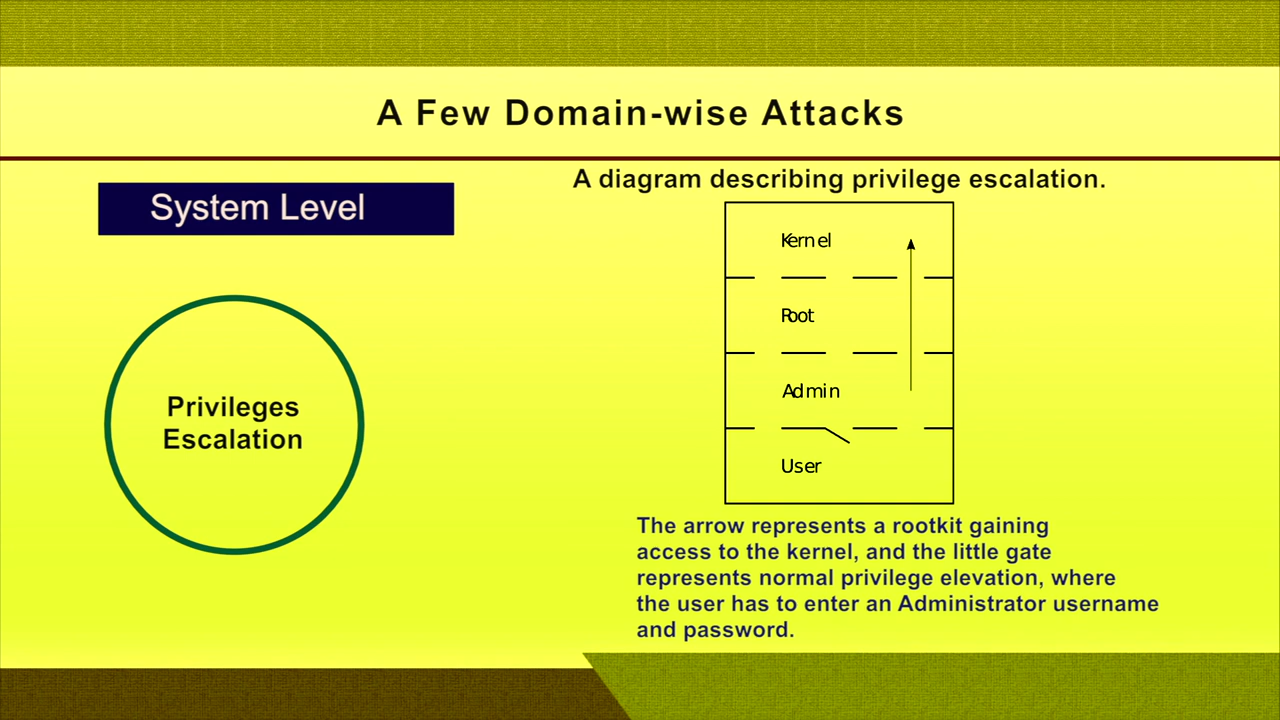 A Few Domain-wise Attacks
System Level
Privileges
Escalation
A diagram describing privilege escalation.
Kernel
Root
Admin
User
The arrow represents a rootkit gaining
access to the kernel, and the little gate
represents normal privilege elevation, where
the user has to enter an Administrator username
and password.